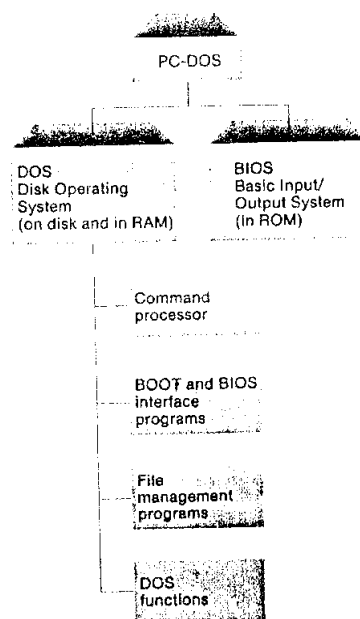 PC-DOS
DOS
Disk Operating
System
(on disk and in RAM)
BIOS
Basic Input/
Output System
(In ROM)
Command
processor
BOOT and BIOS
interface
programs
File
management
programs
DOS
functions